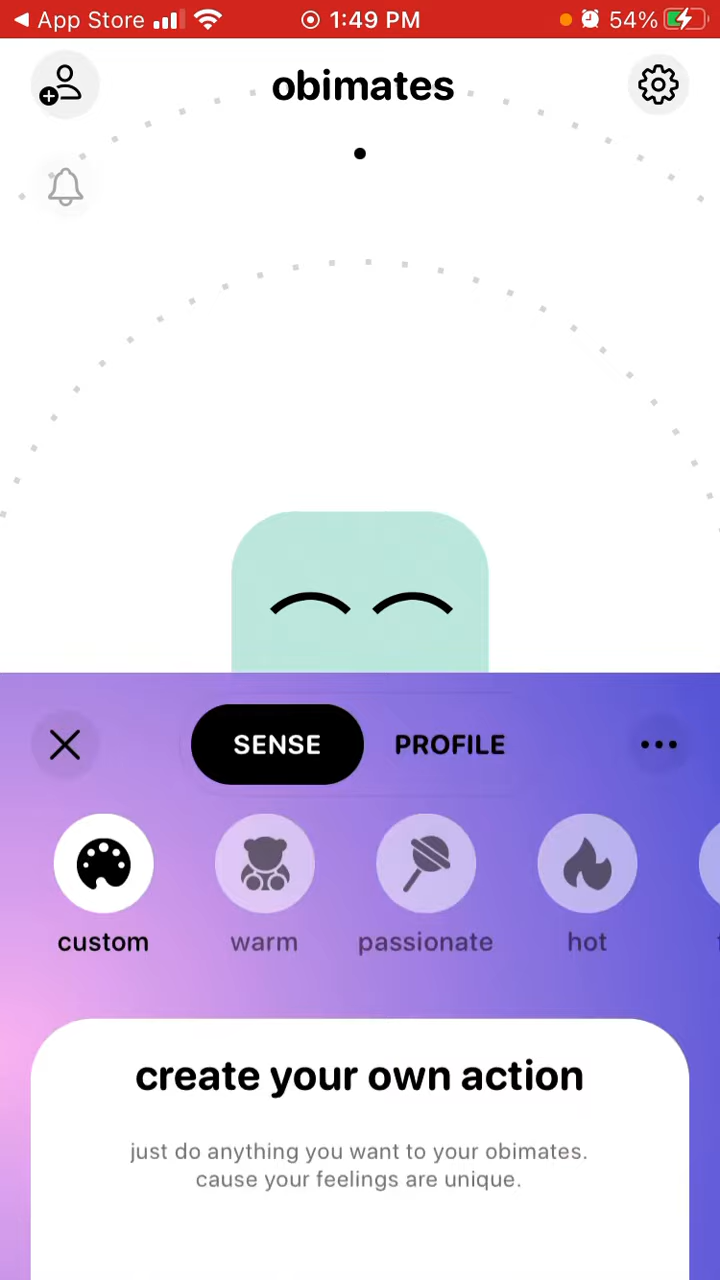 App Store
1:49 PM
54%
obimates
SENSE
PROFILE
custom
warm
passionate
hot
create your own action
just do anything you want to your obimates.
cause your feelings are unique.